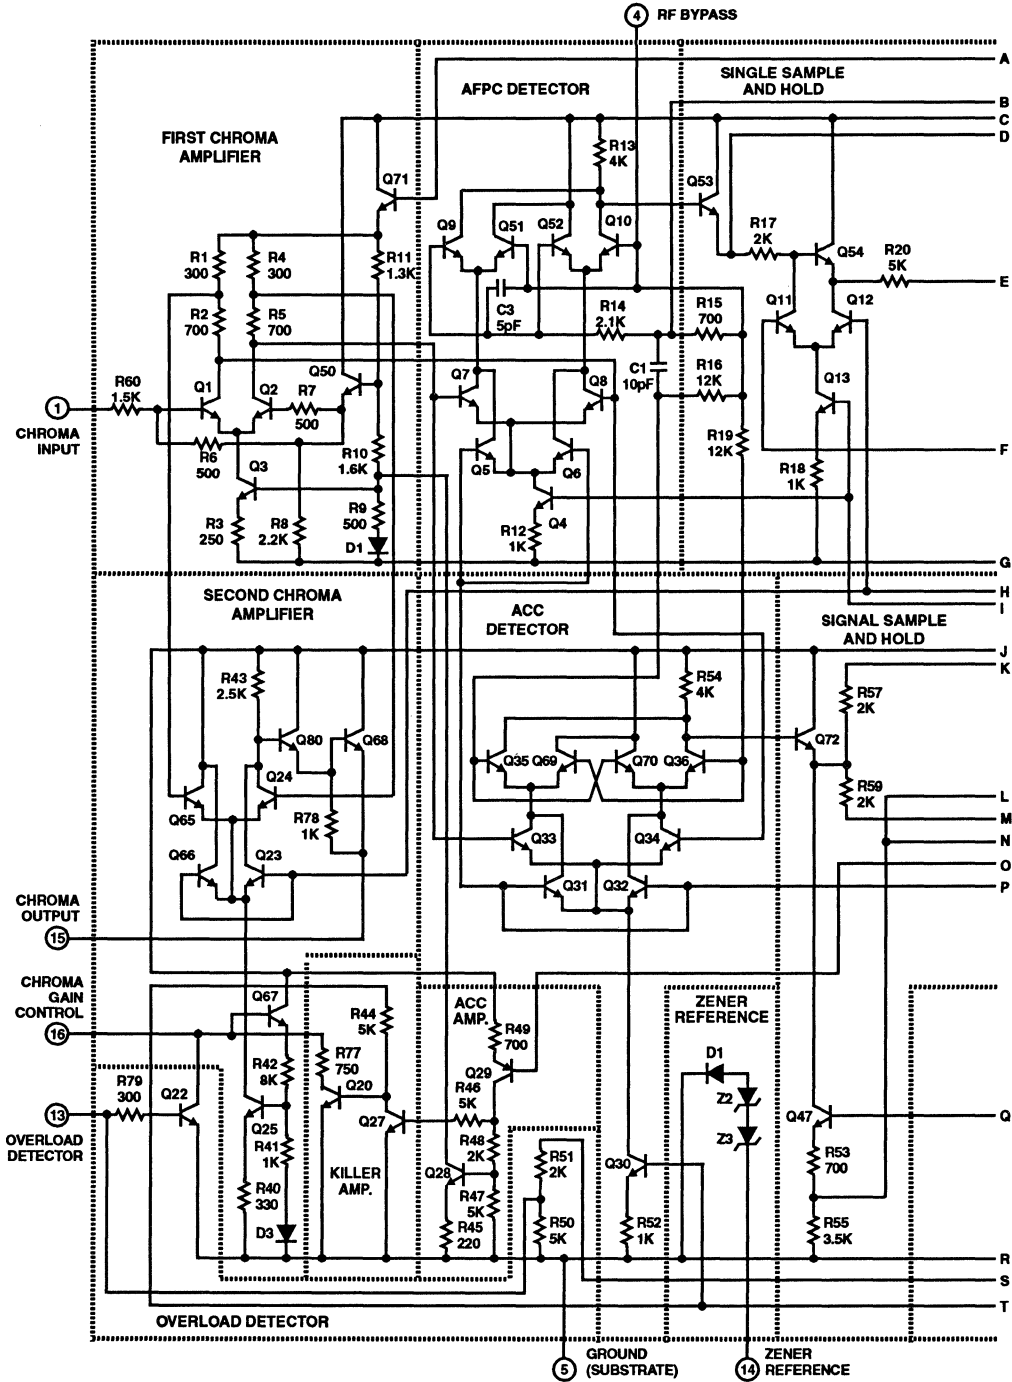 4 RF BYPASS
A
SINGLE SAMPLE
AND HOLD
AFPC DETECTOR
B
C
D
FIRST CHROMA
AMPLIFIER
R13
4K
Q71
Q53
Q9
Q51
Q52
Q10
R17
2K
Q54
R1
300
R4
300
R11
1.3K
R20
5K
E
C3
5pF
R14
2.1K
R15
700
Q11
Q12
R2
700
R5
700
Q50
Q7
Q8
C1
10pF
R16
12K
Q13
R60
1.5K
Q1
Q2
R7
500
1
CHROMA
INPUT
R6
500
R10
1.6K
R19
12K
F
Q3
Q5
Q6
R18
1K
R3
250
R8
2.2K
R9
500
D1
R12
1K
Q4
G
SECOND CHROMA
AMPLIFIER
ACC
DETECTOR
H
I
SIGNAL SAMPLE
AND HOLD
J
K
R43
2.5K
R54
4K
R57
2K
Q80
Q68
Q72
Q35
Q69
Q70
Q36
Q24
R59
2K
L
Q65
R78
1K
M
Q33
Q34
N
Q66
Q23
O
Q31
Q32
P
CHROMA
OUTPUT
15
CHROMA
GAIN
CONTROL
16
Q67
R44
5K
ACC
AMP.
R49
700
ZENER
REFERENCE
R77
750
R42
8K
D1
R79
300
Q22
Q20
Q29
R46
5K
Z2
13
OVERLOAD
DETECTOR
Q25
Q27
Q47
Q
R41
1K
R48
2K
Z3
KILLER
AMP.
Q28
R51
2K
Q30
R53
700
R40
330
R47
5K
D3
R45
220
R50
5K
R52
1K
R55
3.5K
R
S
T
OVERLOAD DETECTOR
5
GROUND
(SUBSTRATE)
14
ZENER
REFERENCE